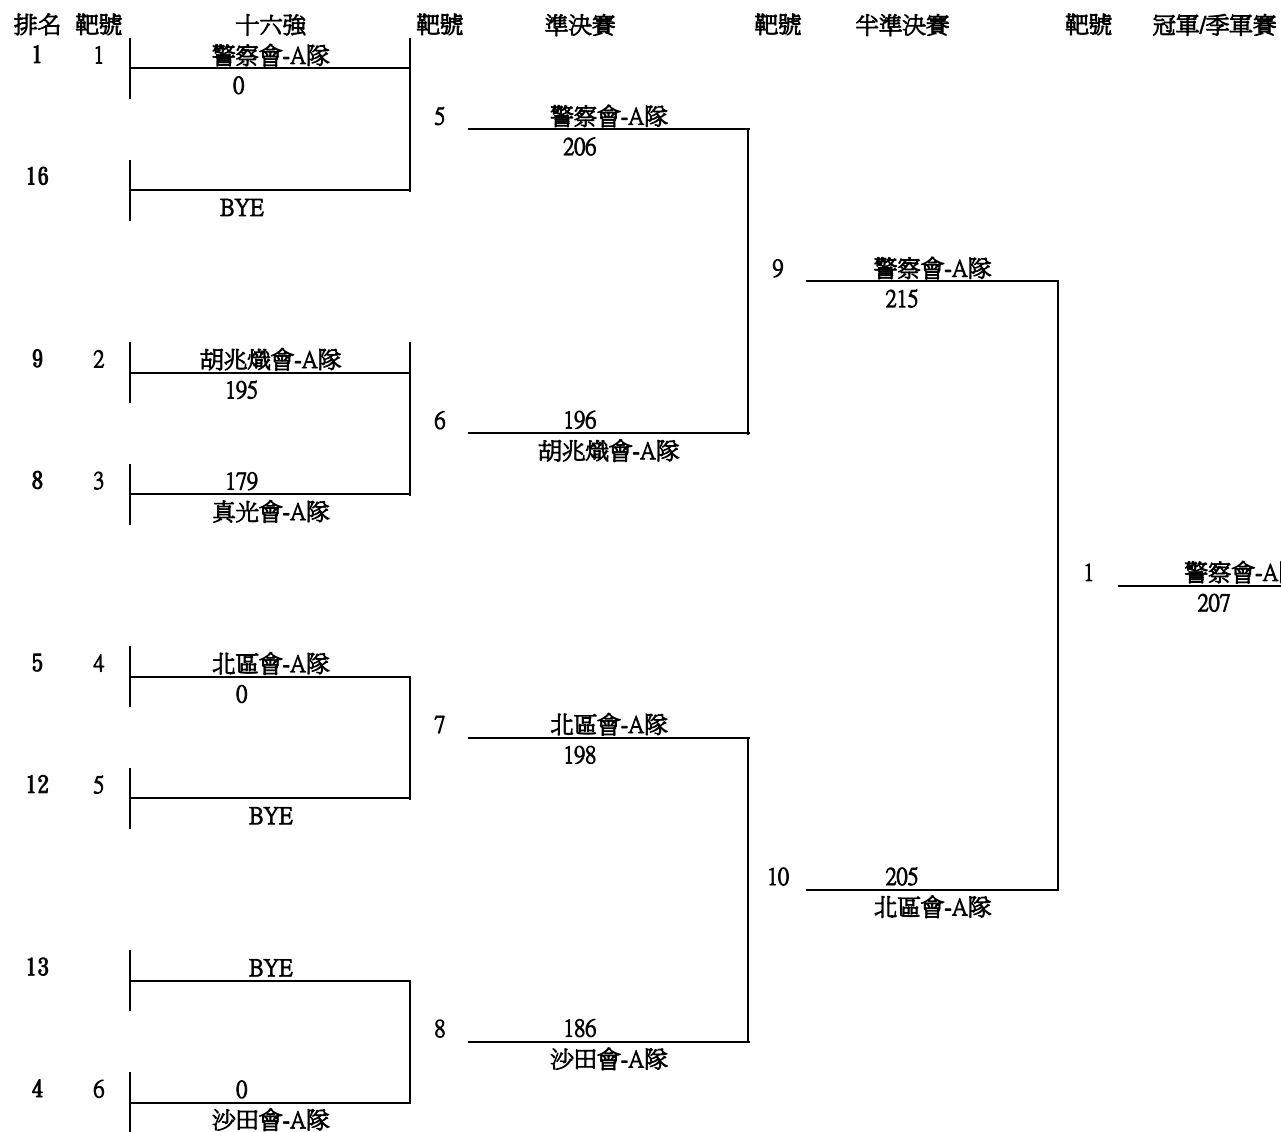 排名 靶號 十六強 靶號 準決賽 靶號 半準決賽 靶號 冠軍/季軍賽
1 1 警察會-A隊
0
5 警察會-A隊
206
16
BYE
9 警察會-A隊
215
9 2 胡兆熾會-A隊
195
6 196
胡兆熾會-A隊
8 3 179
真光會-A隊
1 警察會-A
207
5 4 北區會-A隊
0
7 北區會-A隊
198
12 5
BYE
10 205
北區會-A隊
13 BYE
8 186
沙田會-A隊
4 6 0
沙田會-A隊